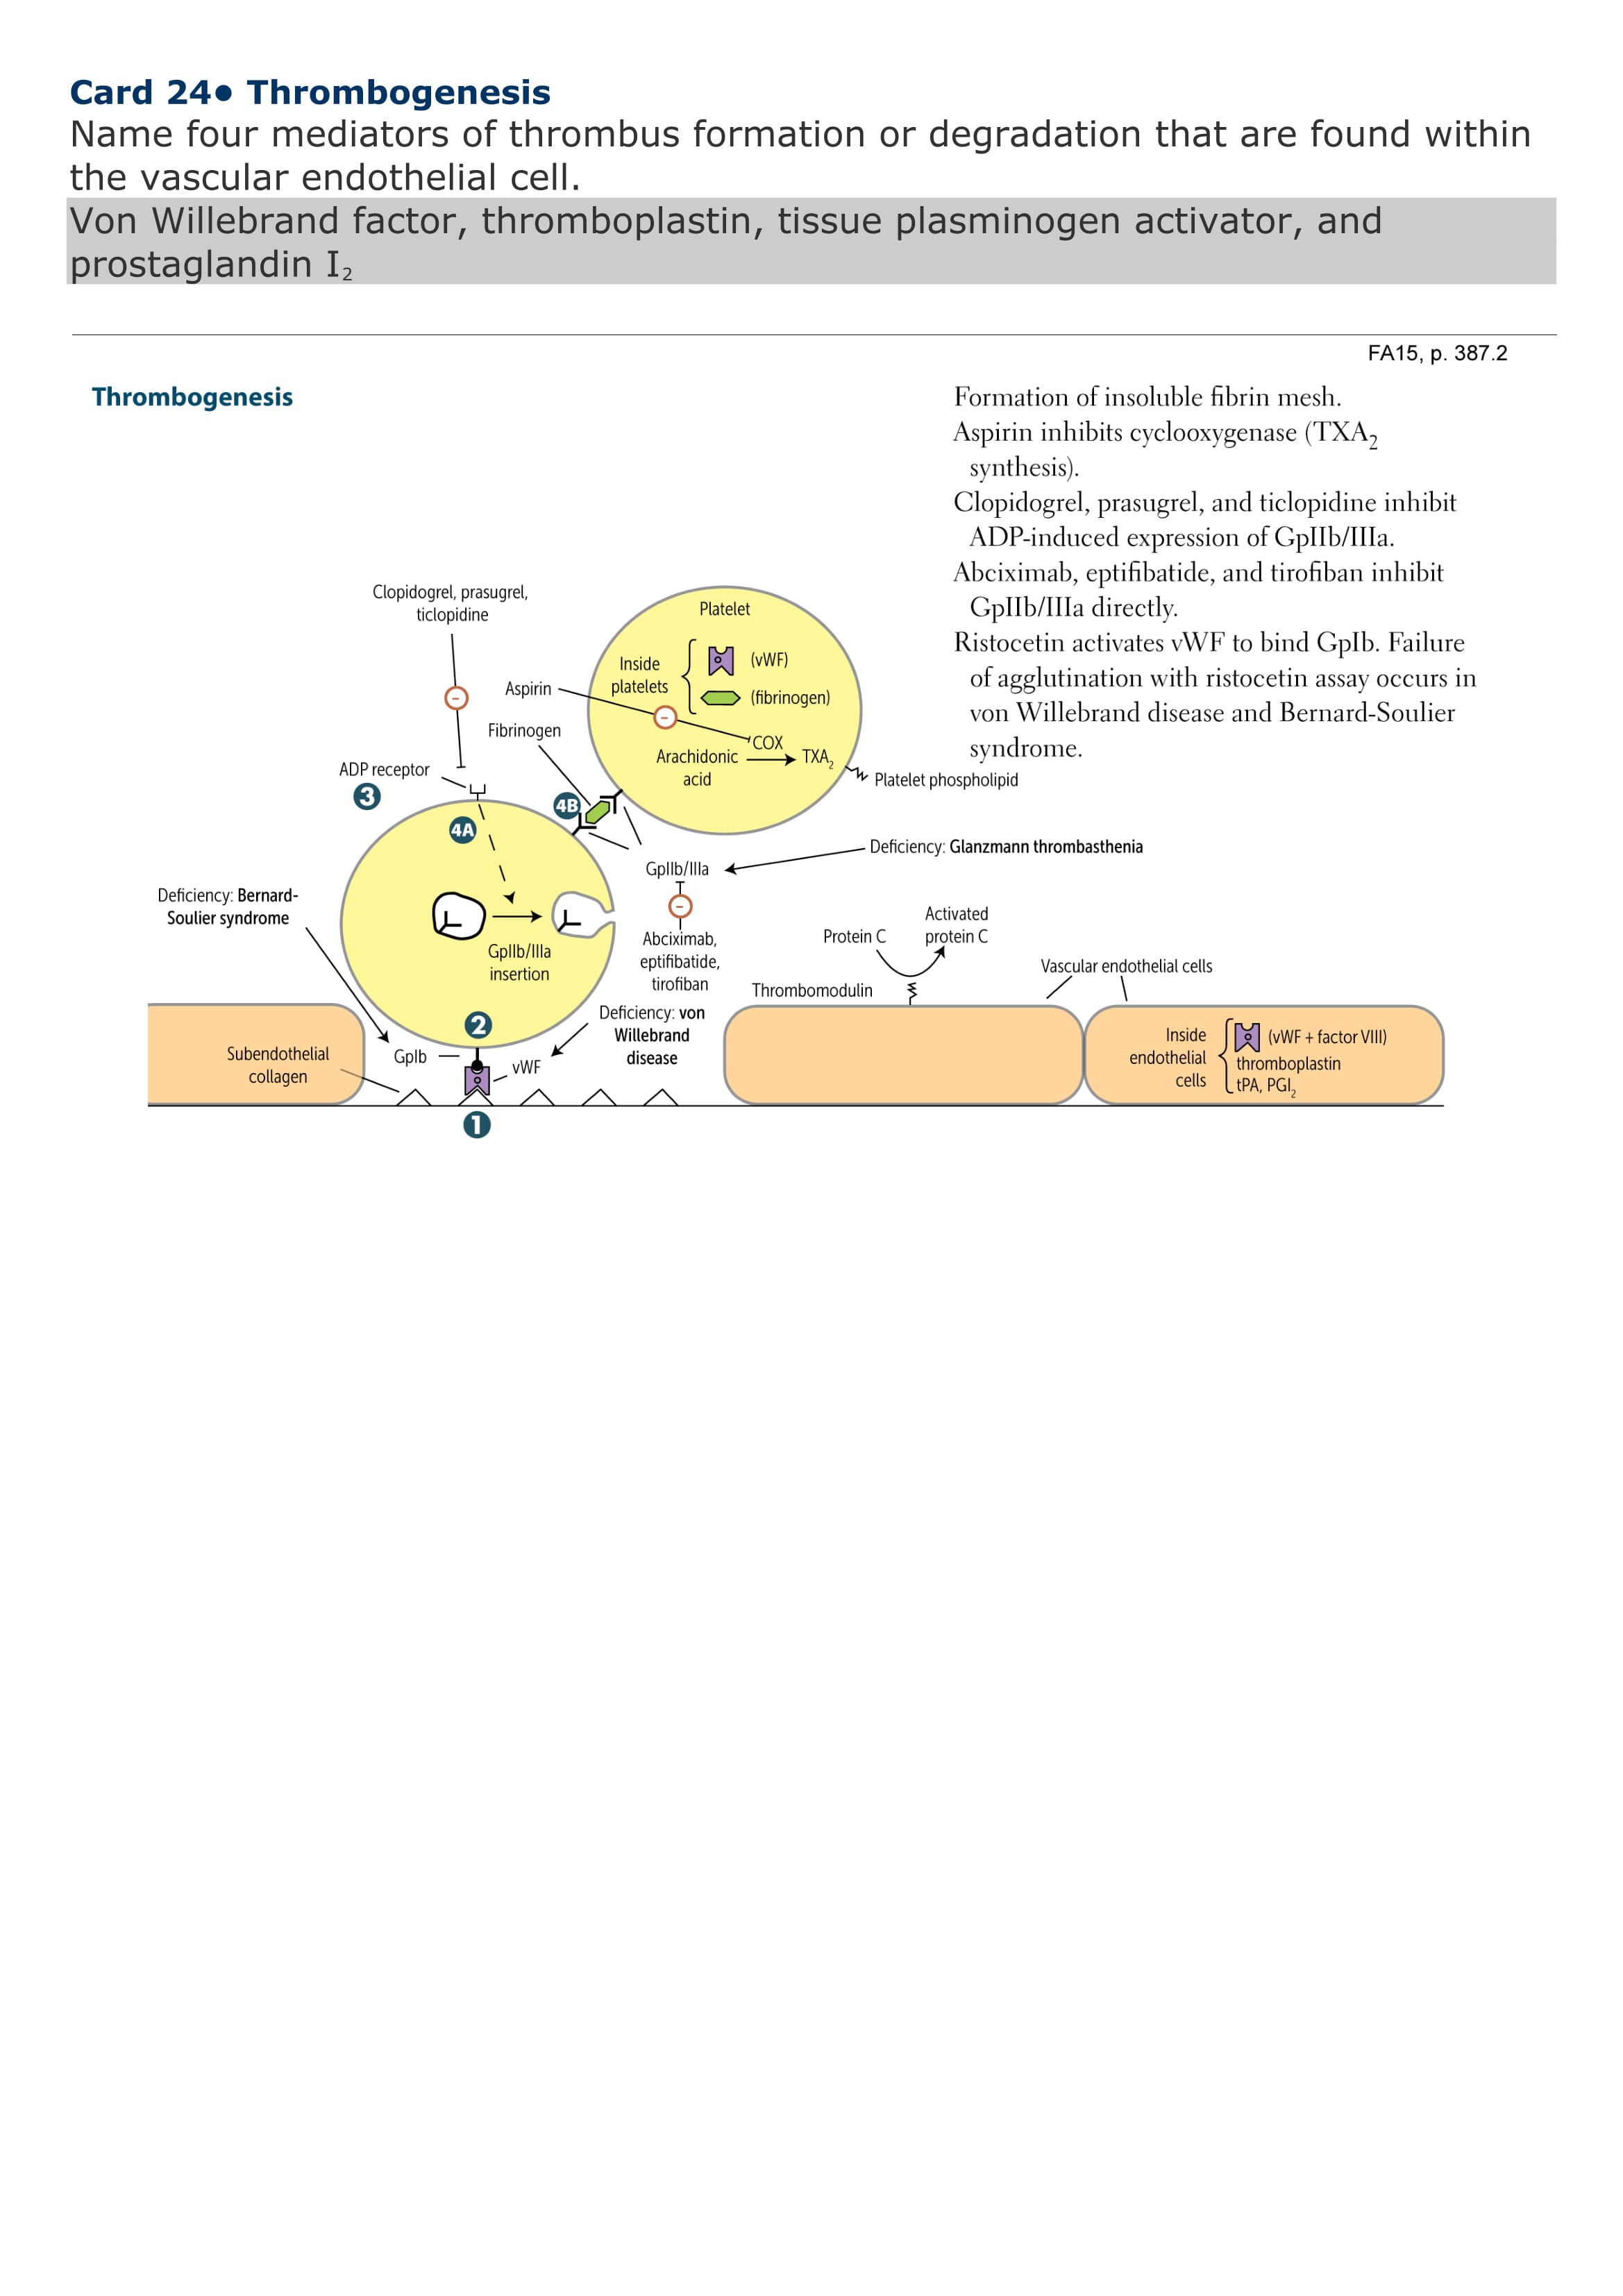 Card 24● Thrombogenesis
Name four mediators of thrombus formation or degradation that are found within
the vascular endothelial cell.
Von Willebrand factor, thromboplastin, tissue plasminogen activator, and
prostaglandin I₂
FA15, p. 387.2
Thrombogenesis
Formation of insoluble fibrin mesh.
Aspirin inhibits cyclooxygenase (TXA₂
synthesis).
Clopidogrel, prasugrel, and ticlopidine inhibit
ADP-induced expression of GpIIb/IIIa.
Abciximab, eptifibatide, and tirofiban inhibit
GpIIb/IIIa directly.
Ristocetin activates vWF to bind GpIb. Failure
of agglutination with ristocetin assay occurs in
von Willebrand disease and Bernard-Soulier
syndrome.
Clopidogrel, prasugrel,
ticlopidine
Platelet
Inside
platelets
(vWF)
(fibrinogen)
Aspirin
Fibrinogen
COX
Arachidonic
acid
TXA₂
Platelet phospholipid
ADP receptor
3
4A
4B
GpIIb/IIIa
Deficiency: Glanzmann thrombasthenia
Deficiency: Bernard-
Soulier syndrome
GpIIb/IIIa
insertion
Abciximab,
eptifibatide,
tirofiban
Protein C
Activated
protein C
Thrombomodulin
Vascular endothelial cells
Deficiency: von
Willebrand
disease
2
Subendothelial
collagen
GpIb
vWF
1
Inside
endothelial
cells
(vWF + factor VIII)
thromboplastin
tPA, PGI₂